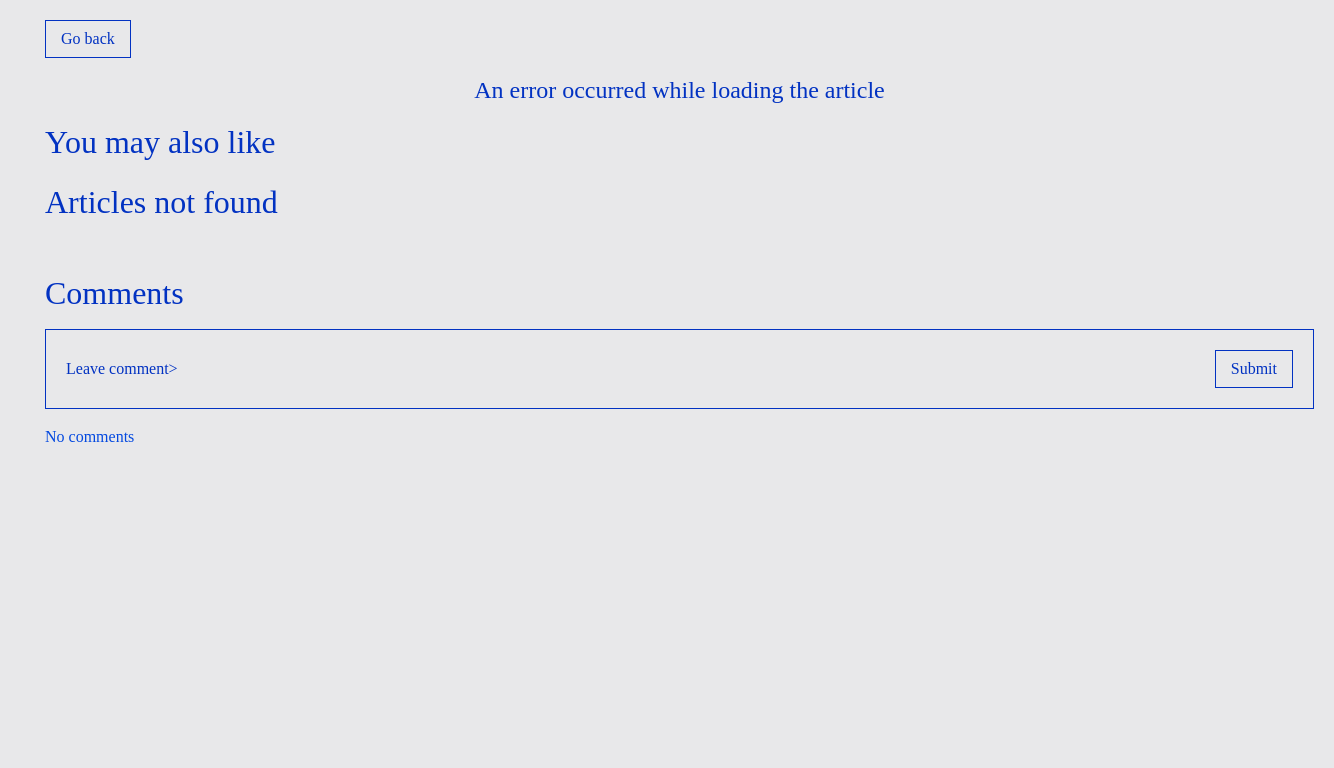 Go back
An error occurred while loading the article
You may also like
Articles not found
Comments
Leave comment>
Submit
No comments